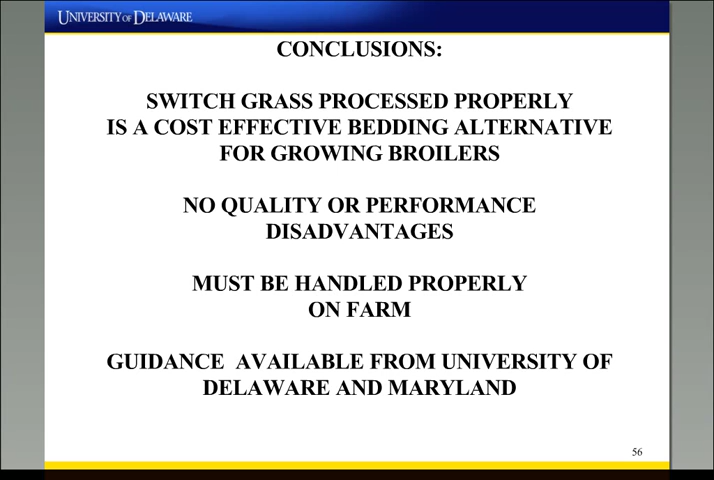 UNIVERSITY OF DELAWARE
CONCLUSIONS:
SWITCH GRASS PROCESSED PROPERLY
IS A COST EFFECTIVE BEDDING ALTERNATIVE
FOR GROWING BROILERS
NO QUALITY OR PERFORMANCE
DISADVANTAGES
MUST BE HANDLED PROPERLY
ON FARM
GUIDANCE AVAILABLE FROM UNIVERSITY OF
DELAWARE AND MARYLAND
56